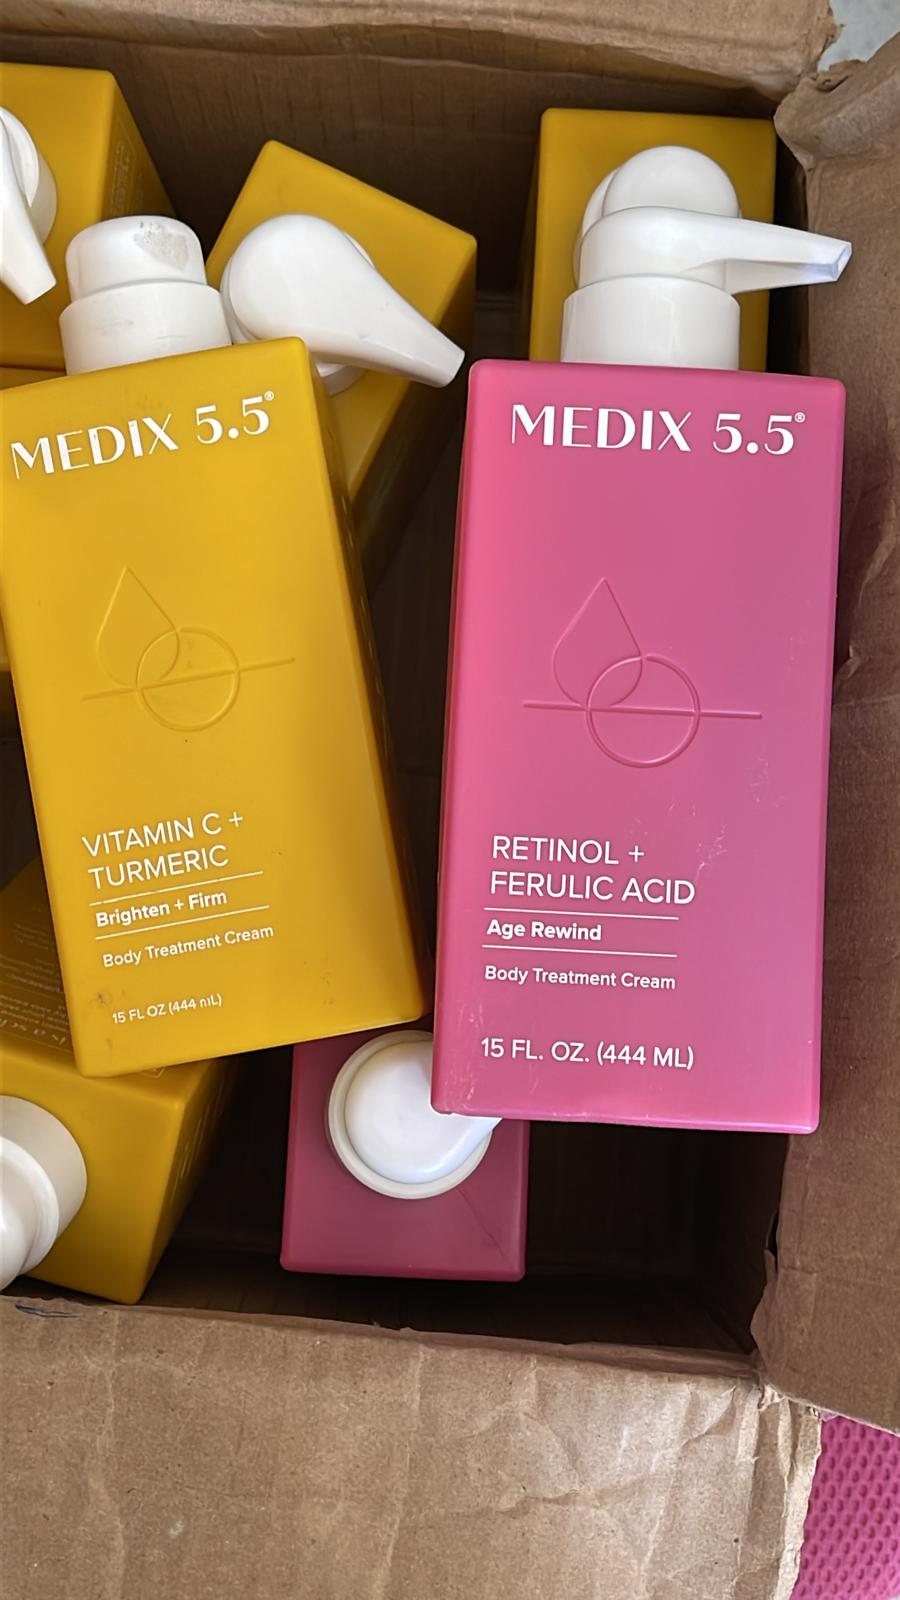 MEDIX 5.5®
VITAMIN C +
TURMERIC
Brighten + Firm
Body Treatment Cream
15 FL OZ (444 mL)
MEDIX 5.5®
RETINOL +
FERULIC ACID
Age Rewind
Body Treatment Cream
15 FL. OZ. (444 ML)